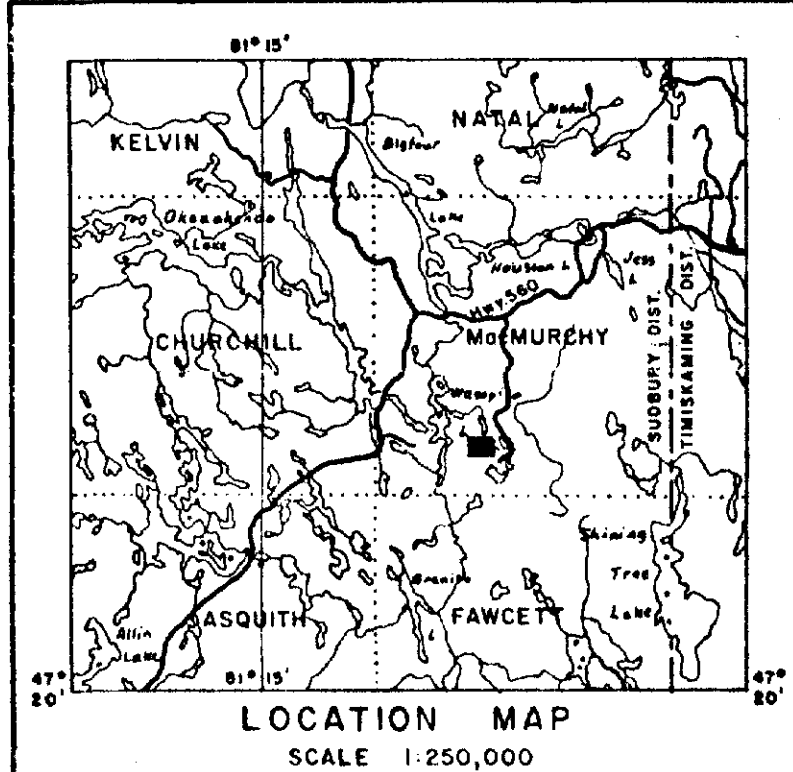 81° 15'
KELVIN
NATAL
Natal
L
Bigfour
Lake
Okawakenda
Lake
Houston L
Jess
L
Hwy. 560
CHURCHILL
MacMURCHY
Wasap
L
SUDBURY DIST.
TIMISKAMING DIST.
Shining
Tree
Lake
Granite
L
ASQUITH
FAWCETT
Allin
Lake
47°
20'
81° 15'
47°
20'
LOCATION MAP
SCALE 1:250,000